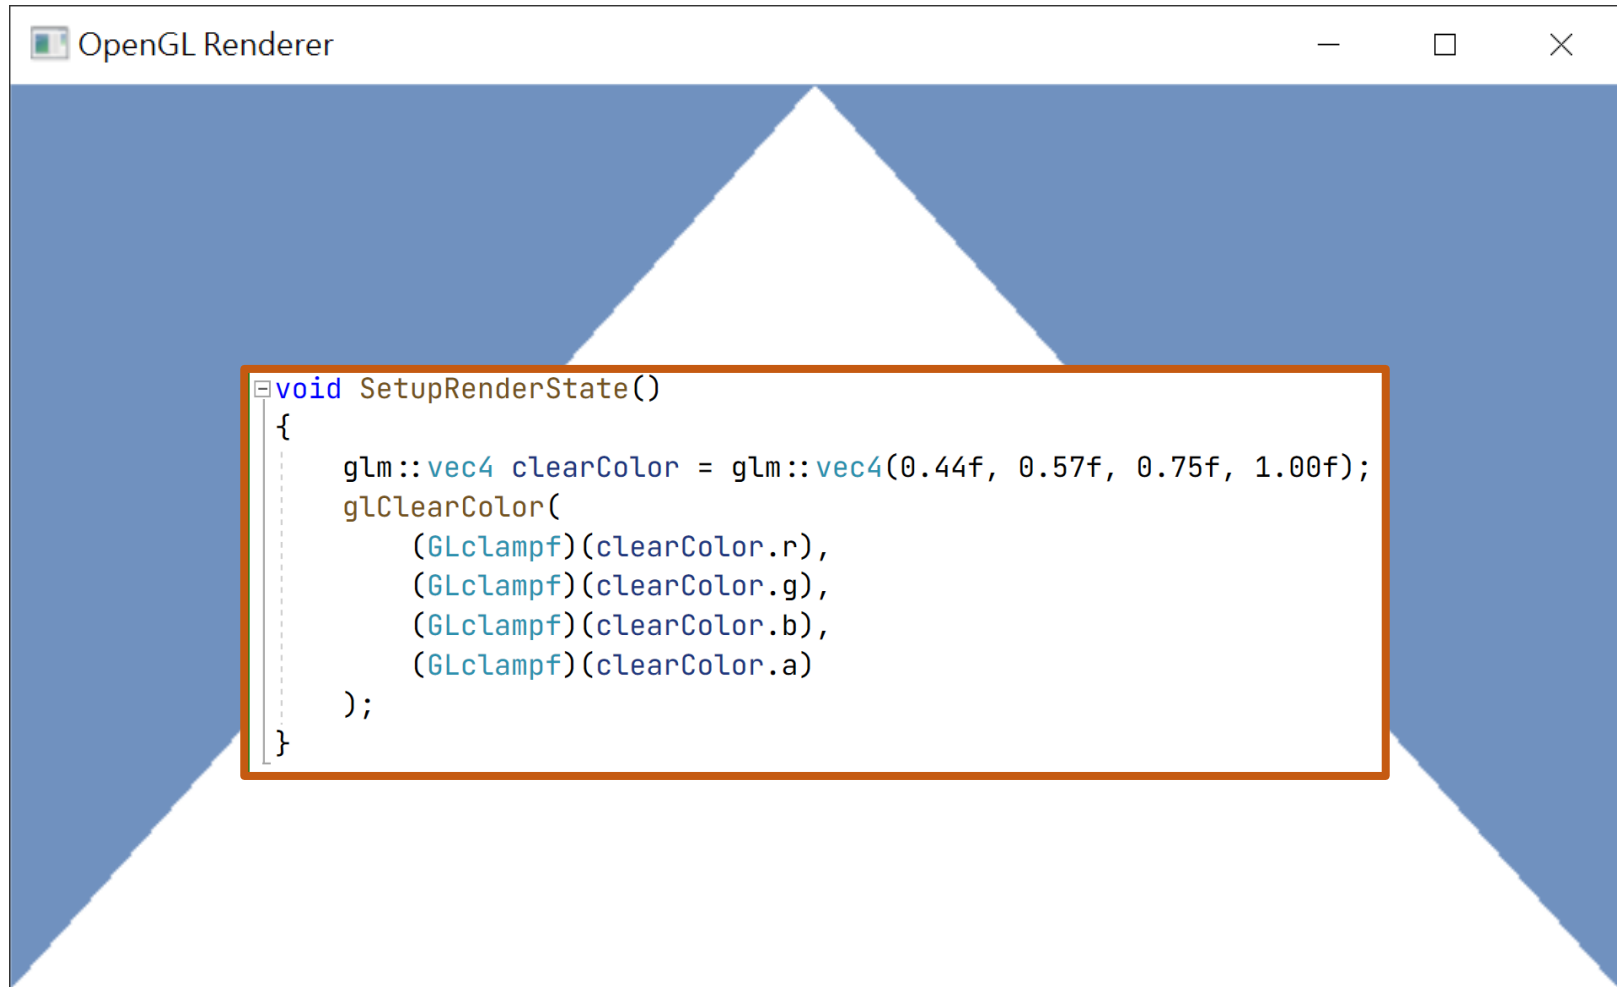 OpenGL Renderer
void SetupRenderState()
{
glm::vec4 clearColor = glm::vec4(0.44f, 0.57f, 0.75f, 1.00f);
glClearColor(
(GLclampf)(clearColor.r),
(GLclampf)(clearColor.g),
(GLclampf)(clearColor.b),
(GLclampf)(clearColor.a)
);
}